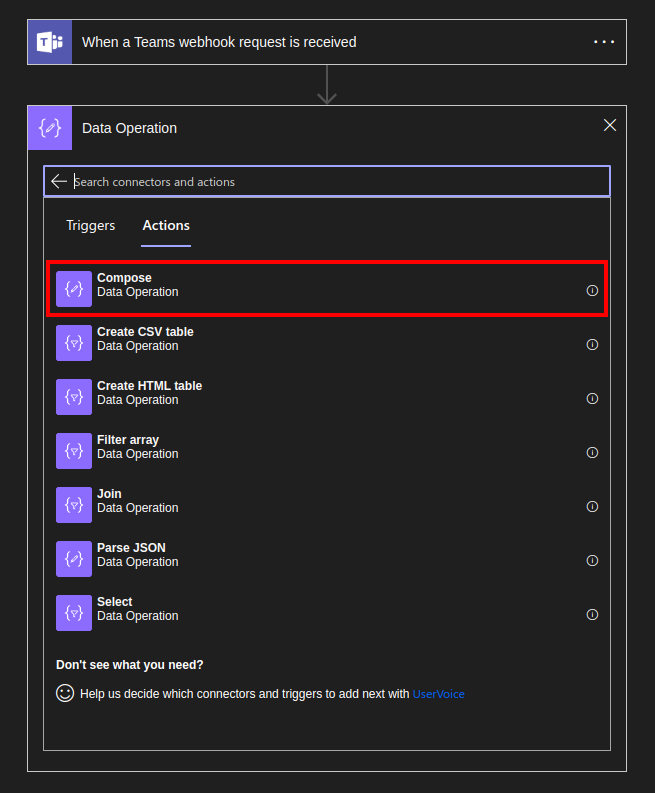 When a Teams webhook request is received
Data Operation
Search connectors and actions
Triggers Actions
Compose
Data Operation
Create CSV table
Data Operation
Create HTML table
Data Operation
Filter array
Data Operation
Join
Data Operation
Parse JSON
Data Operation
Select
Data Operation
Don't see what you need?
Help us decide which connectors and triggers to add next with UserVoice